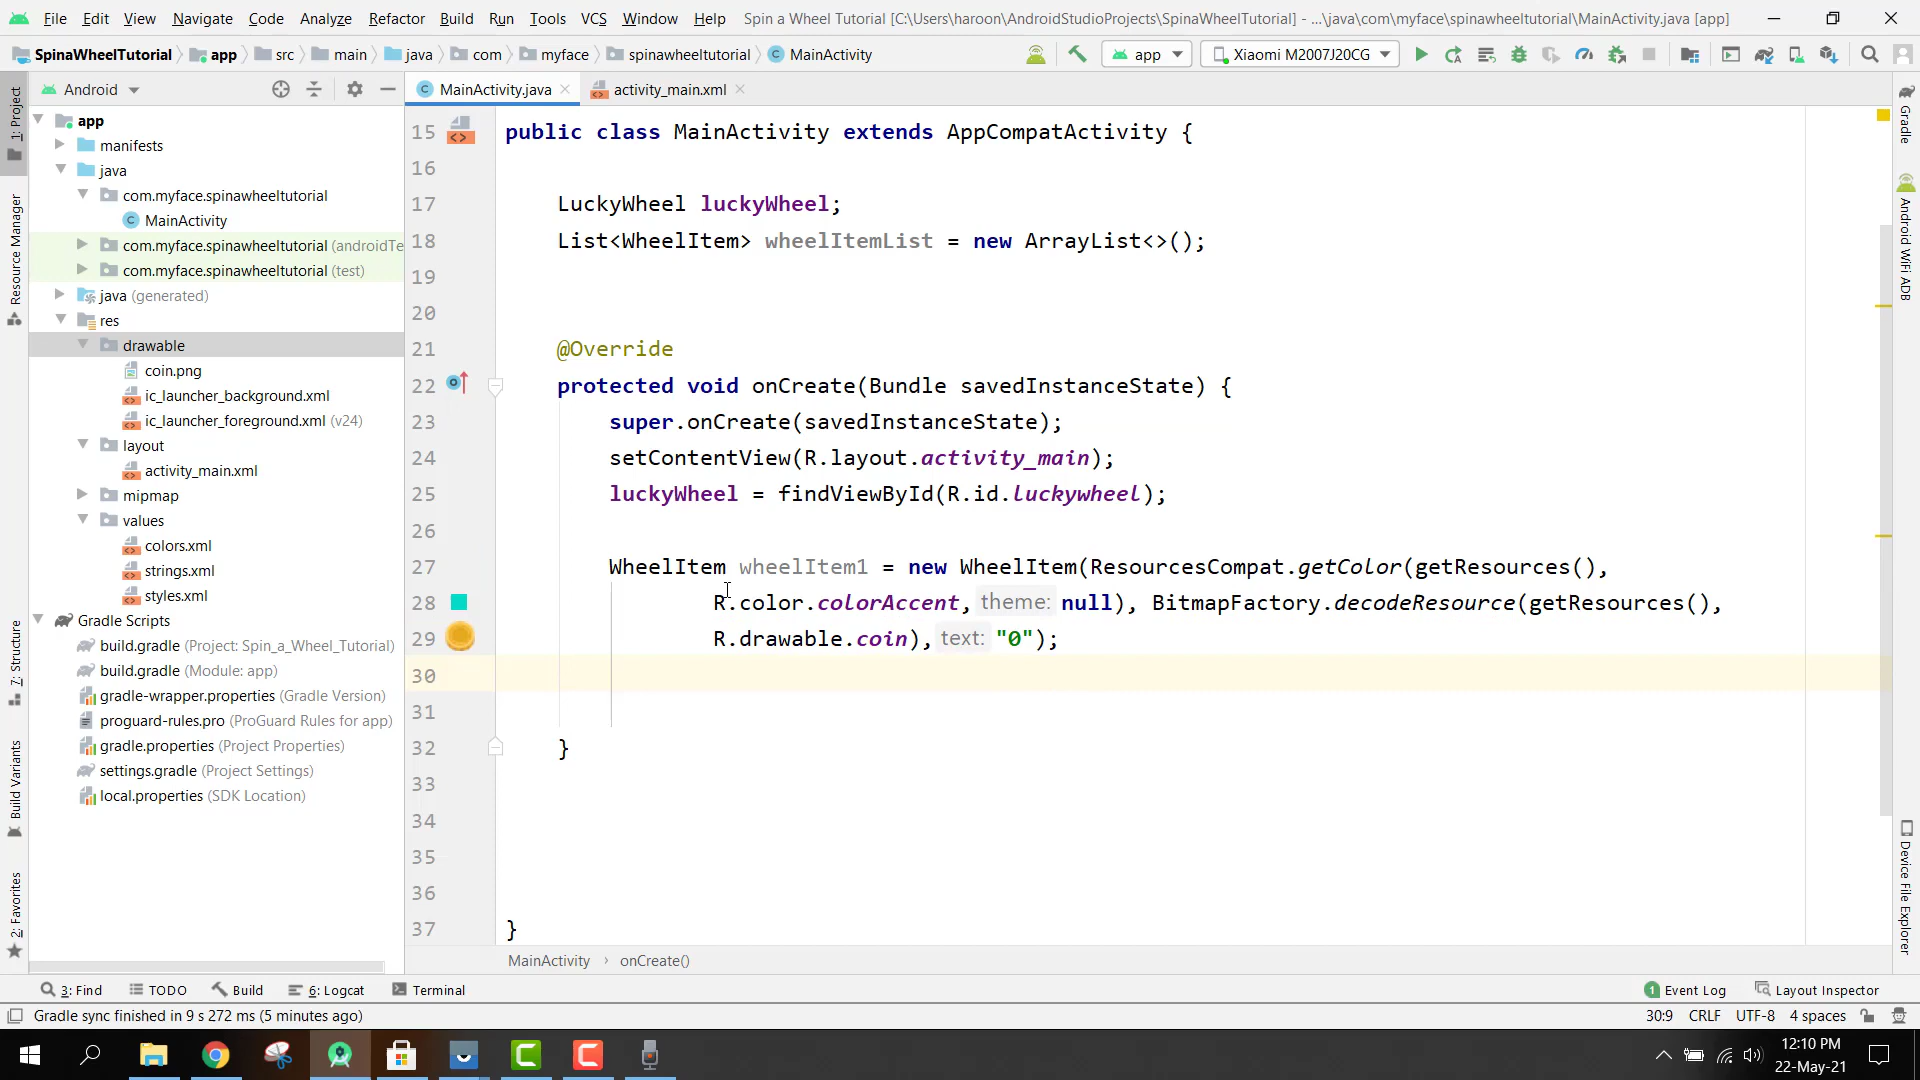 File Edit View Navigate Code Analyze Refactor Build Run Tools VCS Window Help Spin a Wheel Tutorial [C:\Users\haroon\AndroidStudioProjects\SpinaWheelTutorial] - ...\java\com\myface\spinawheeltutorial\MainActivity.java [app]
SpinaWheelTutorial app src main java com myface spinawheeltutorial MainActivity app Xiaomi M2007J20CG
Android MainActivity.java activity_main.xml
1: Project
Resource Manager
7: Structure
Build Variants
2: Favorites
app
manifests
java
com.myface.spinawheeltutorial
MainActivity
com.myface.spinawheeltutorial (androidTe
com.myface.spinawheeltutorial (test)
java (generated)
res
drawable
coin.png
ic_launcher_background.xml
ic_launcher_foreground.xml (v24)
layout
activity_main.xml
mipmap
values
colors.xml
strings.xml
styles.xml
Gradle Scripts
build.gradle (Project: Spin_a_Wheel_Tutorial)
build.gradle (Module: app)
gradle-wrapper.properties (Gradle Version)
proguard-rules.pro (ProGuard Rules for app)
gradle.properties (Project Properties)
settings.gradle (Project Settings)
local.properties (SDK Location)
15 public class MainActivity extends AppCompatActivity {
16
17 LuckyWheel luckyWheel;
18 List<WheelItem> wheelItemList = new ArrayList<>();
19
20
21 @Override
22 protected void onCreate(Bundle savedInstanceState) {
23 super.onCreate(savedInstanceState);
24 setContentView(R.layout.activity_main);
25 luckyWheel = findViewById(R.id.luckywheel);
26
27 WheelItem wheelItem1 = new WheelItem(ResourcesCompat.getColor(getResources(),
28 R.color.colorAccent, theme: null), BitmapFactory.decodeResource(getResources(),
29 R.drawable.coin), text: "0");
30
31
32 }
33
34
35
36
37 }
MainActivity › onCreate()
Gradle
Android WiFi ADB
Device File Explorer
3: Find TODO Build 6: Logcat Terminal 1 Event Log Layout Inspector
Gradle sync finished in 9 s 272 ms (5 minutes ago) 30:9 CRLF UTF-8 4 spaces
12:10 PM
22-May-21